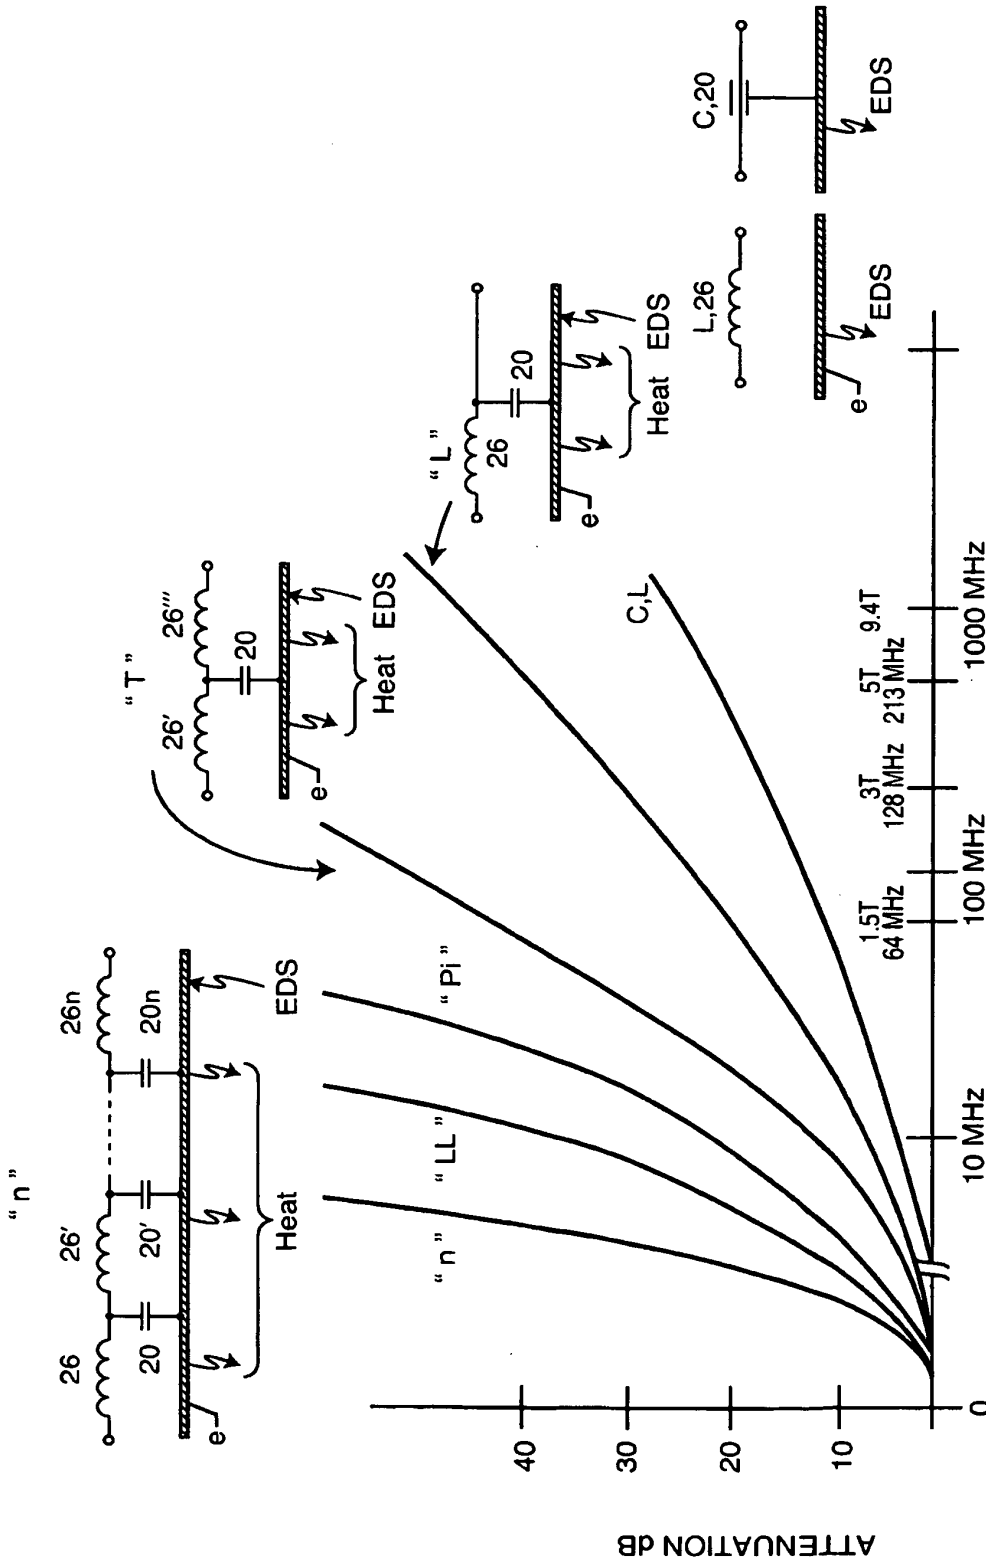 “ n ”
26
26′
26n
20
20′
20n
e-
EDS
Heat
“ T ”
26′
26‴
20
e-
EDS
Heat
“ L ”
26
20
e-
EDS
Heat
L,26
e-
EDS
C,20
EDS
“ n ”
“ LL ”
“ Pi ”
C,L
ATTENUATION dB
40
30
20
10
0
1.5T
64 MHz
3T
128 MHz
5T
213 MHz
9.4T
10 MHz
100 MHz
1000 MHz